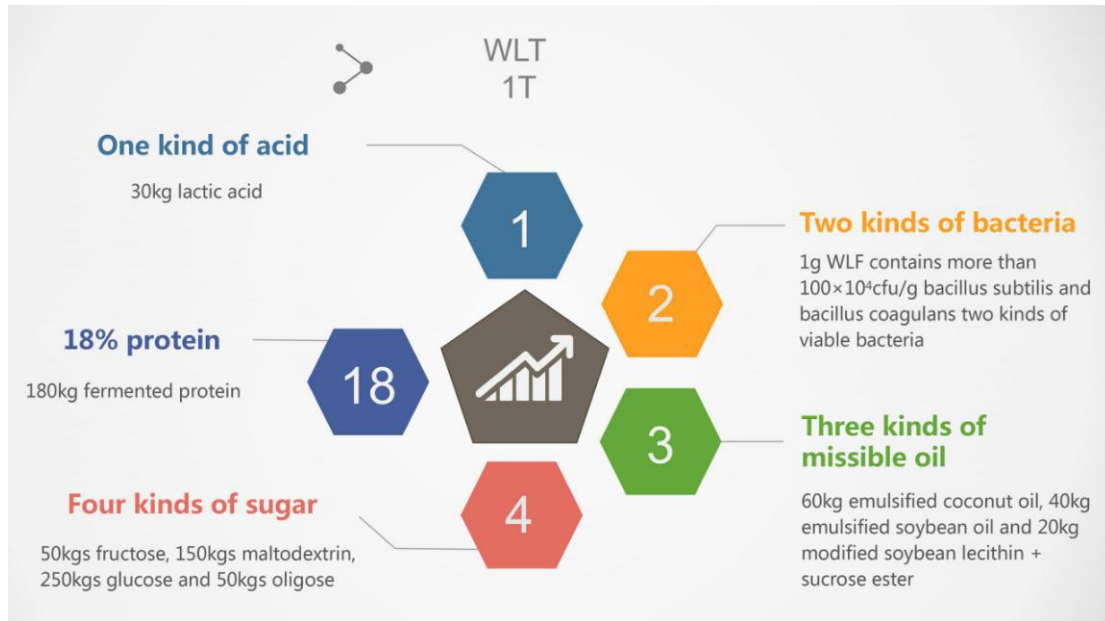 WLT
1T
One kind of acid
30kg lactic acid
1
Two kinds of bacteria
1g WLF contains more than
100×10⁴cfu/g bacillus subtilis and
bacillus coagulans two kinds of
viable bacteria
2
18% protein
180kg fermented protein
18
Three kinds of
missible oil
60kg emulsified coconut oil, 40kg
emulsified soybean oil and 20kg
modified soybean lecithin +
sucrose ester
3
Four kinds of sugar
50kgs fructose, 150kgs maltodextrin,
250kgs glucose and 50kgs oligose
4